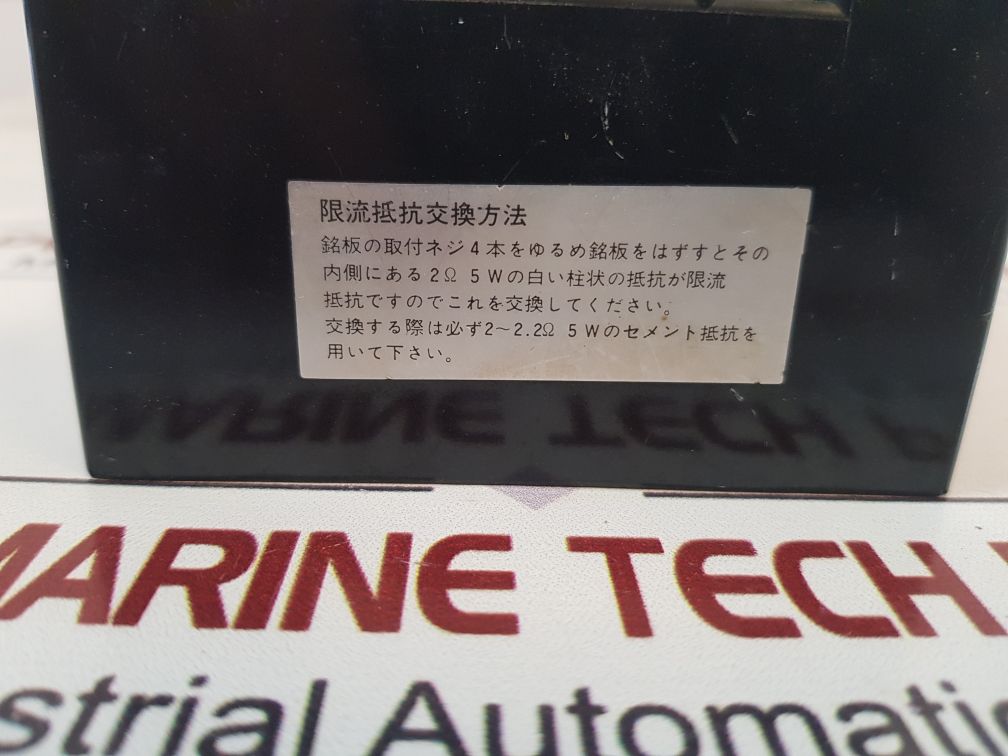 限流抵抗交換方法
銘板の取付ネジ4本をゆるめ銘板をはずすとその
内側にある2Ω 5Wの白い柱状の抵抗が限流
抵抗ですのでこれを交換してください。
交換する際は必ず2〜2.2Ω 5Wのセメント抵抗を
用いて下さい。
MARINE TECH
MARINE TECH
strial Automati